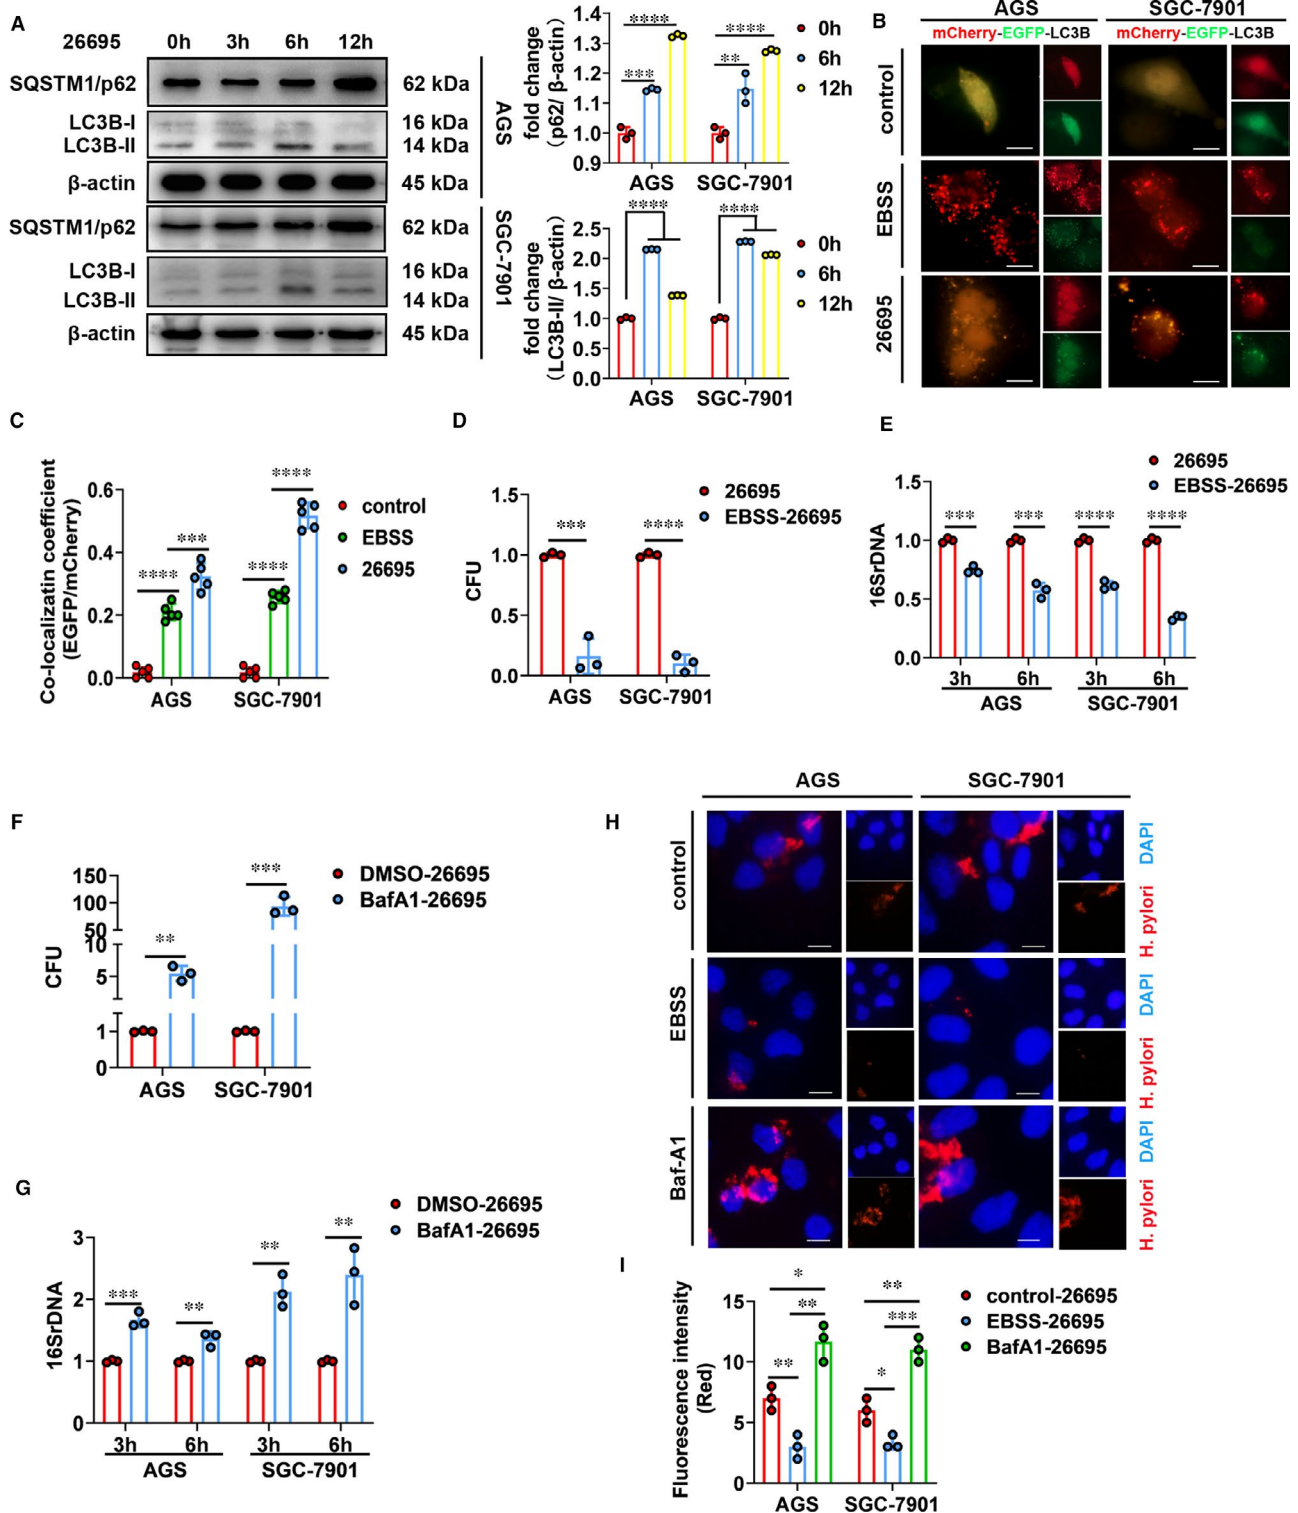 A
26695 0h 3h 6h 12h
SQSTM1/p62 62 kDa
LC3B-I 16 kDa
LC3B-II 14 kDa
β-actin 45 kDa
AGS
SQSTM1/p62 62 kDa
LC3B-I 16 kDa
LC3B-II 14 kDa
β-actin 45 kDa
SGC-7901
fold change
(p62/ β-actin)
1.4
1.3
1.2
1.1
1.0
0.9
**** ****
*** **
AGS SGC-7901
0h
6h
12h
fold change
(LC3B-II/ β-actin)
2.5
2.0
1.5
1.0
0.5
0.0
**** ****
AGS SGC-7901
0h
6h
12h
B
AGS SGC-7901
mCherry-EGFP-LC3B mCherry-EGFP-LC3B
control
EBSS
26695
C
Co-localizatin coefficient
(EGFP/mCherry)
0.6
0.4
0.2
0.0
**** *** **** ****
AGS SGC-7901
control
EBSS
26695
D
CFU
1.5
1.0
0.5
0.0
*** ****
AGS SGC-7901
26695
EBSS-26695
E
16SrDNA
1.5
1.0
0.5
0.0
*** *** **** ****
3h 6h 3h 6h
AGS SGC-7901
26695
EBSS-26695
F
CFU
150
100
50
10
5
1
0
** ***
AGS SGC-7901
DMSO-26695
BafA1-26695
G
16SrDNA
3
2
1
0
*** ** ** **
3h 6h 3h 6h
AGS SGC-7901
DMSO-26695
BafA1-26695
H
AGS SGC-7901
control
EBSS
Baf-A1
DAPI
H. pylori
DAPI
H. pylori
DAPI
H. pylori
I
Fluorescence intensity
(Red)
15
10
5
0
* **
** ***
** *
AGS SGC-7901
control-26695
EBSS-26695
BafA1-26695